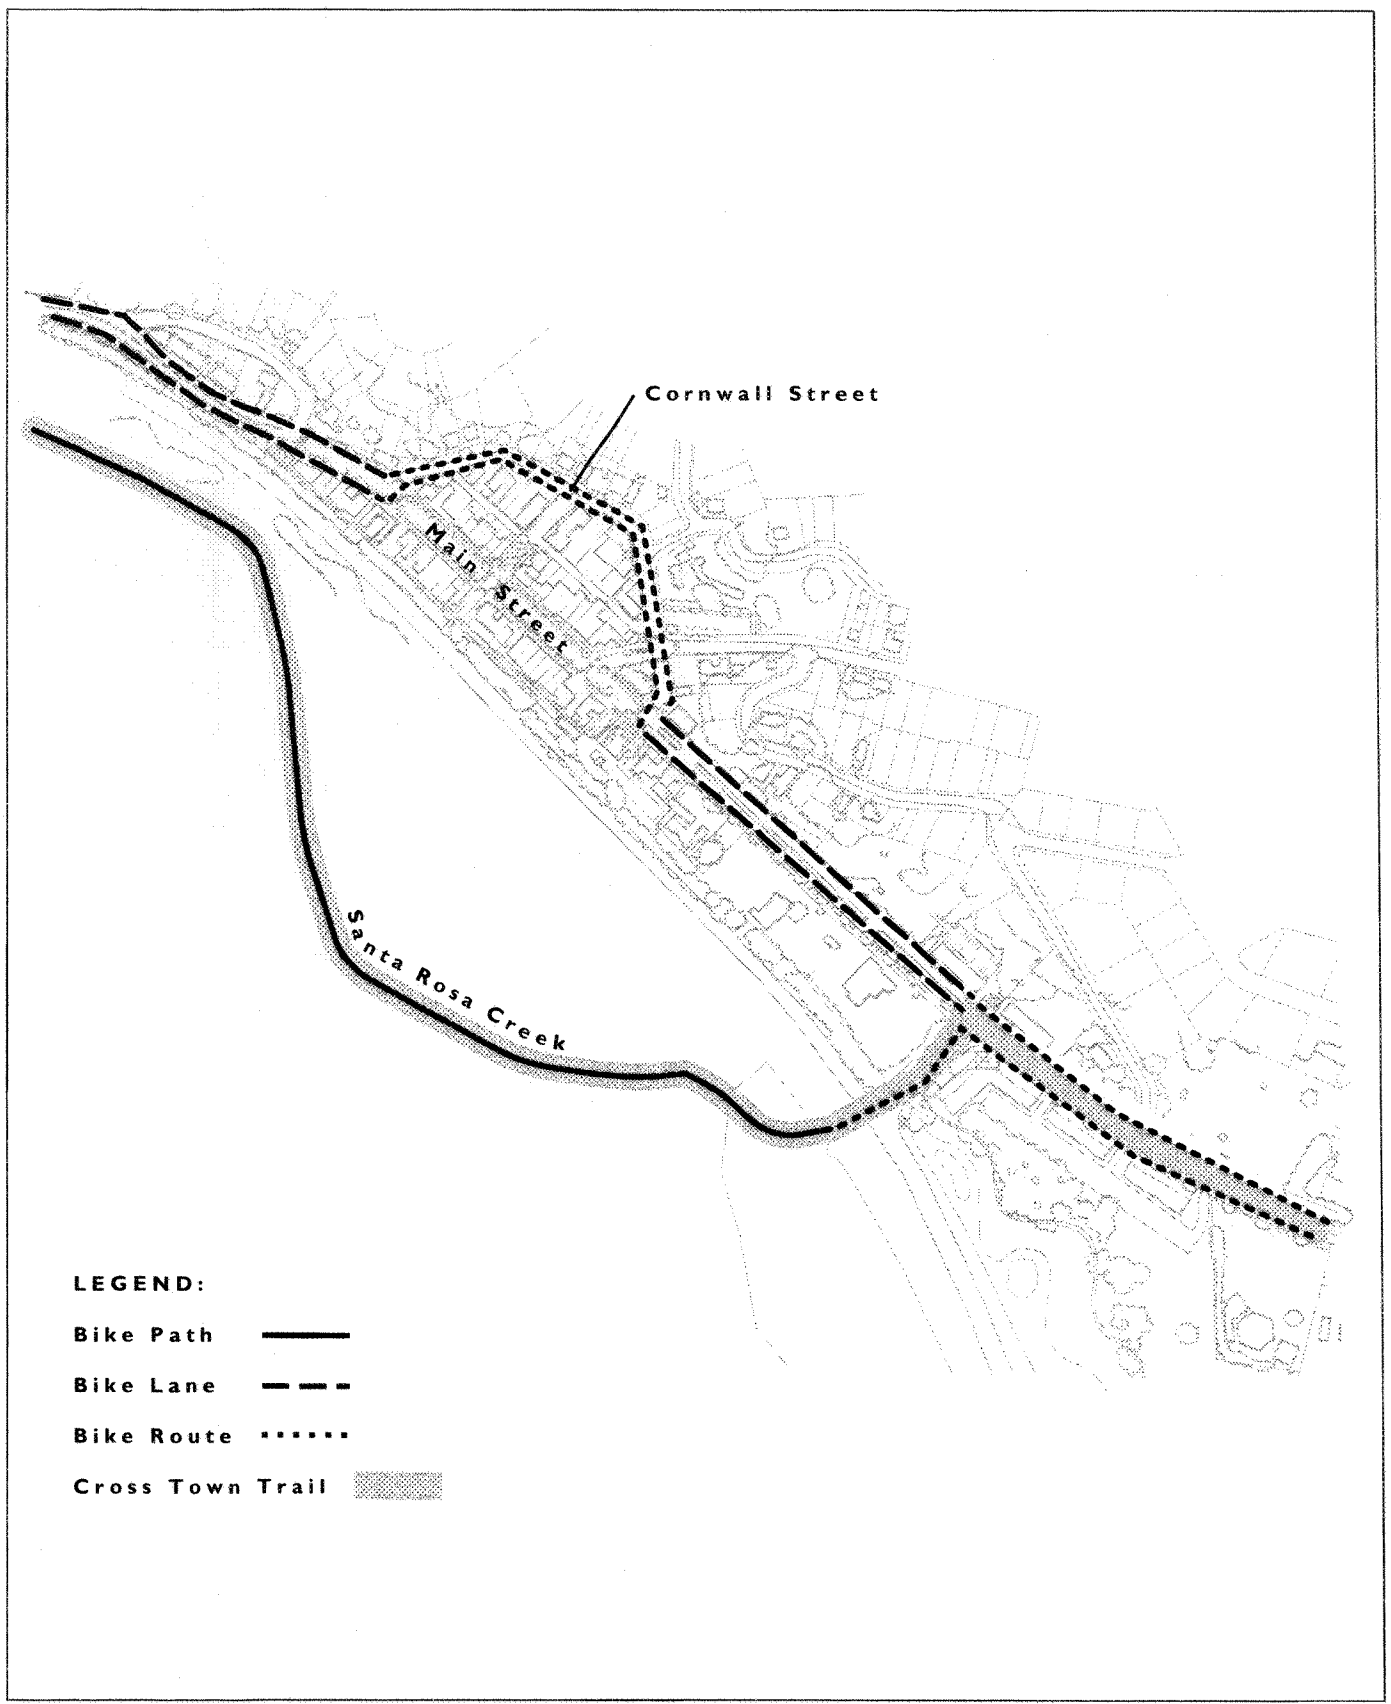 Cornwall Street
Main Street
Santa Rosa Creek
LEGEND:
Bike Path
Bike Lane
Bike Route
Cross Town Trail